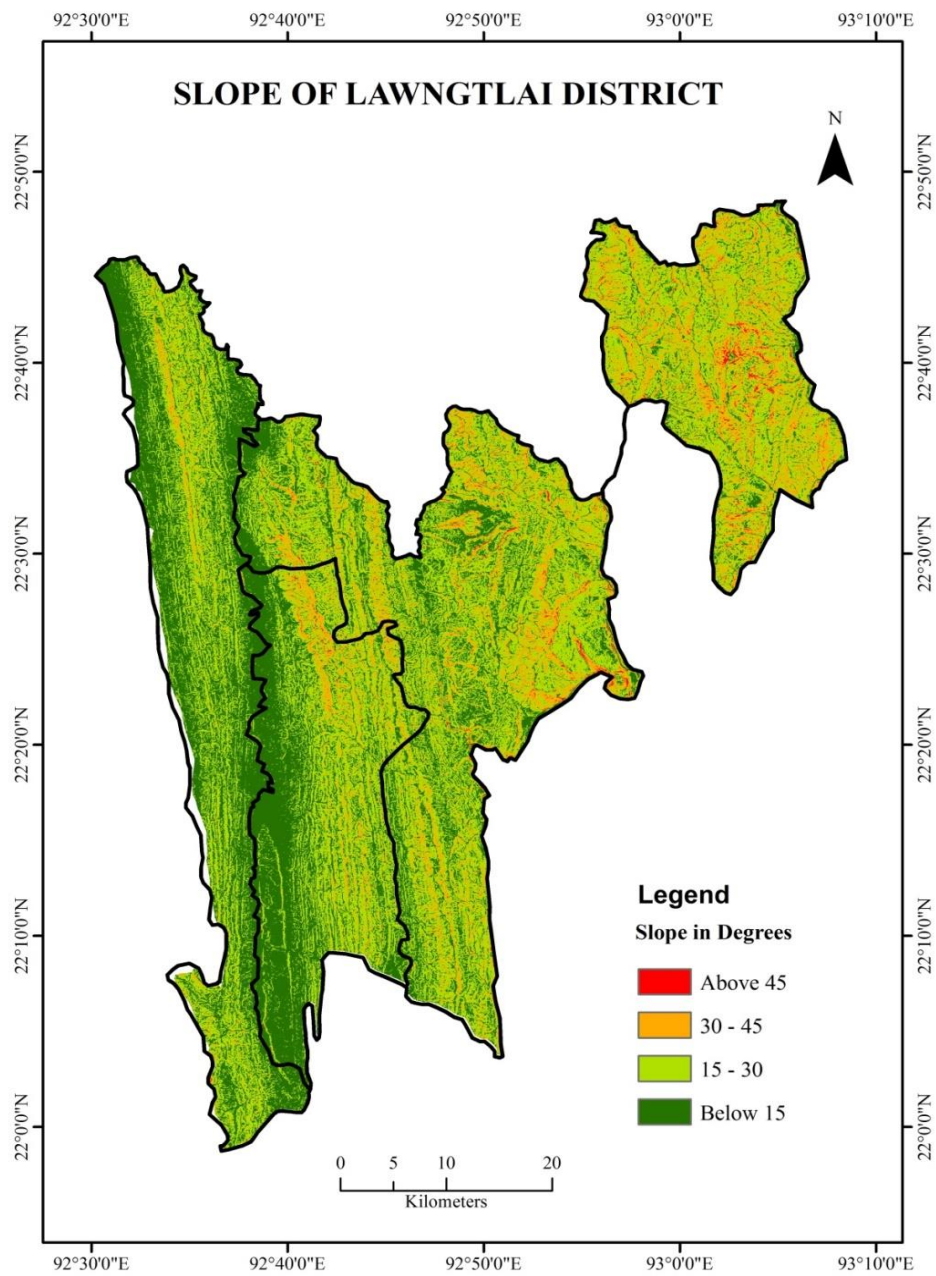 92°30'0"E 92°40'0"E 92°50'0"E 93°0'0"E 93°10'0"E
SLOPE OF LAWNGTLAI DISTRICT
N
22°50'0"N 22°50'0"N
22°40'0"N 22°40'0"N
22°30'0"N 22°30'0"N
22°20'0"N 22°20'0"N
22°10'0"N 22°10'0"N
22°0'0"N 22°0'0"N
Legend
Slope in Degrees
Above 45
30 - 45
15 - 30
Below 15
0 5 10 20
Kilometers
92°30'0"E 92°40'0"E 92°50'0"E 93°0'0"E 93°10'0"E